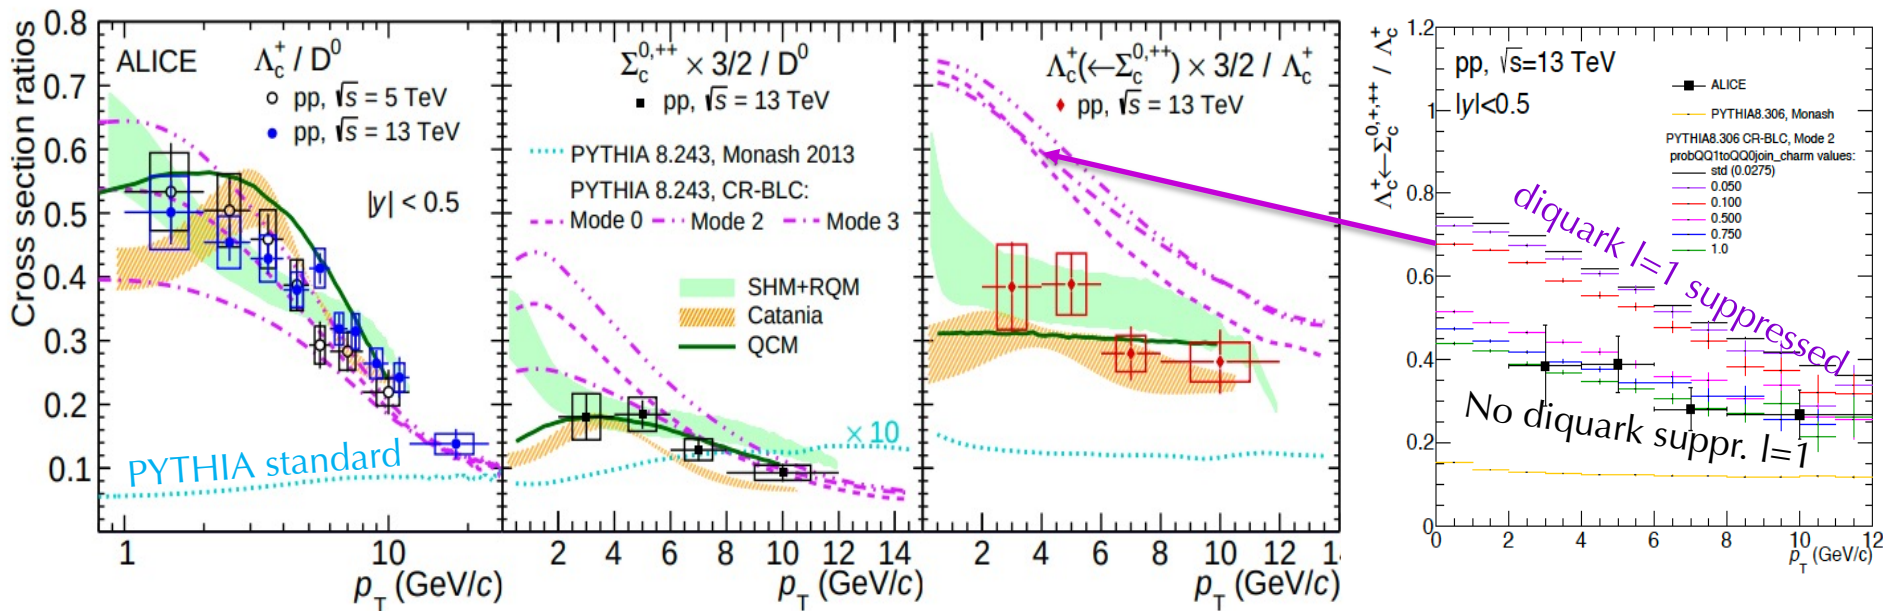 Cross section ratios
0.8
0.7
0.6
0.5
0.4
0.3
0.2
0.1
ALICE
Λc+ / D0
pp, √s = 5 TeV
pp, √s = 13 TeV
|y| < 0.5
PYTHIA standard
1
10
pT (GeV/c)
Σc0,++ × 3/2 / D0
pp, √s = 13 TeV
PYTHIA 8.243, Monash 2013
PYTHIA 8.243, CR-BLC:
Mode 0
Mode 2
Mode 3
SHM+RQM
Catania
QCM
×10
2 4 6 8 10 12 14
pT (GeV/c)
Λc+(←Σc0,++) × 3/2 / Λc+
pp, √s = 13 TeV
2 4 6 8 10 12 14
pT (GeV/c)
Λc+←Σc0,+,++ / Λc+
1.2
1
0.8
0.6
0.4
0.2
0
pp, √s=13 TeV
|y|<0.5
ALICE
PYTHIA8.306, Monash
PYTHIA8.306 CR-BLC, Mode 2
probQQ1toQQ0join_charm values:
std (0.0275)
0.050
0.100
0.500
0.750
1.0
diquark l=1 suppressed
No diquark suppr. l=1
0 2 4 6 8 10 12
pT (GeV/c)